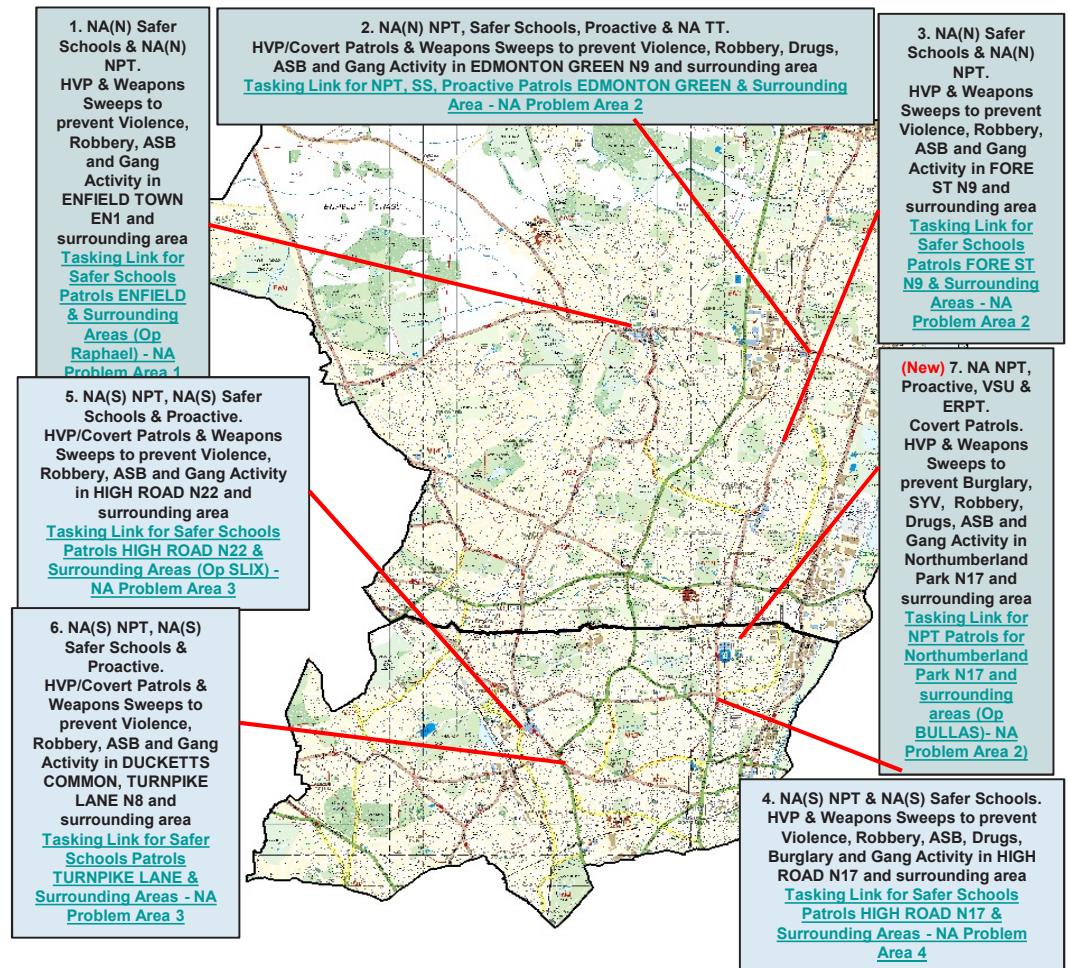 1. NA(N) Safer
Schools & NA(N)
NPT.
HVP & Weapons
Sweeps to
prevent Violence,
Robbery, ASB
and Gang
Activity in
ENFIELD TOWN
EN1 and
surrounding area
Tasking Link for
Safer Schools
Patrols ENFIELD
& Surrounding
Areas (Op
Raphael) - NA
Problem Area 1
2. NA(N) NPT, Safer Schools, Proactive & NA TT.
HVP/Covert Patrols & Weapons Sweeps to prevent Violence, Robbery, Drugs,
ASB and Gang Activity in EDMONTON GREEN N9 and surrounding area
Tasking Link for NPT, SS, Proactive Patrols EDMONTON GREEN & Surrounding
Area - NA Problem Area 2
3. NA(N) Safer
Schools & NA(N)
NPT.
HVP & Weapons
Sweeps to prevent
Violence, Robbery,
ASB and Gang
Activity in FORE
ST N9 and
surrounding area
Tasking Link for
Safer Schools
Patrols FORE ST
N9 & Surrounding
Areas - NA
Problem Area 2
(New) 7. NA NPT,
Proactive, VSU &
ERPT.
Covert Patrols.
HVP & Weapons
Sweeps to
prevent Burglary,
SYV, Robbery,
Drugs, ASB and
Gang Activity in
Northumberland
Park N17 and
surrounding area
Tasking Link for
NPT Patrols for
Northumberland
Park N17 and
surrounding
areas (Op
BULLAS)- NA
Problem Area 2)
5. NA(S) NPT, NA(S) Safer
Schools & Proactive.
HVP/Covert Patrols & Weapons
Sweeps to prevent Violence,
Robbery, ASB and Gang Activity
in HIGH ROAD N22 and
surrounding area
Tasking Link for Safer Schools
Patrols HIGH ROAD N22 &
Surrounding Areas (Op SLIX) -
NA Problem Area 3
6. NA(S) NPT, NA(S)
Safer Schools &
Proactive.
HVP/Covert Patrols &
Weapons Sweeps to
prevent Violence,
Robbery, ASB and Gang
Activity in DUCKETTS
COMMON, TURNPIKE
LANE N8 and
surrounding area
Tasking Link for Safer
Schools Patrols
TURNPIKE LANE &
Surrounding Areas - NA
Problem Area 3
4. NA(S) NPT & NA(S) Safer Schools.
HVP & Weapons Sweeps to prevent
Violence, Robbery, ASB, Drugs,
Burglary and Gang Activity in HIGH
ROAD N17 and surrounding area
Tasking Link for Safer Schools
Patrols HIGH ROAD N17 &
Surrounding Areas - NA Problem
Area 4